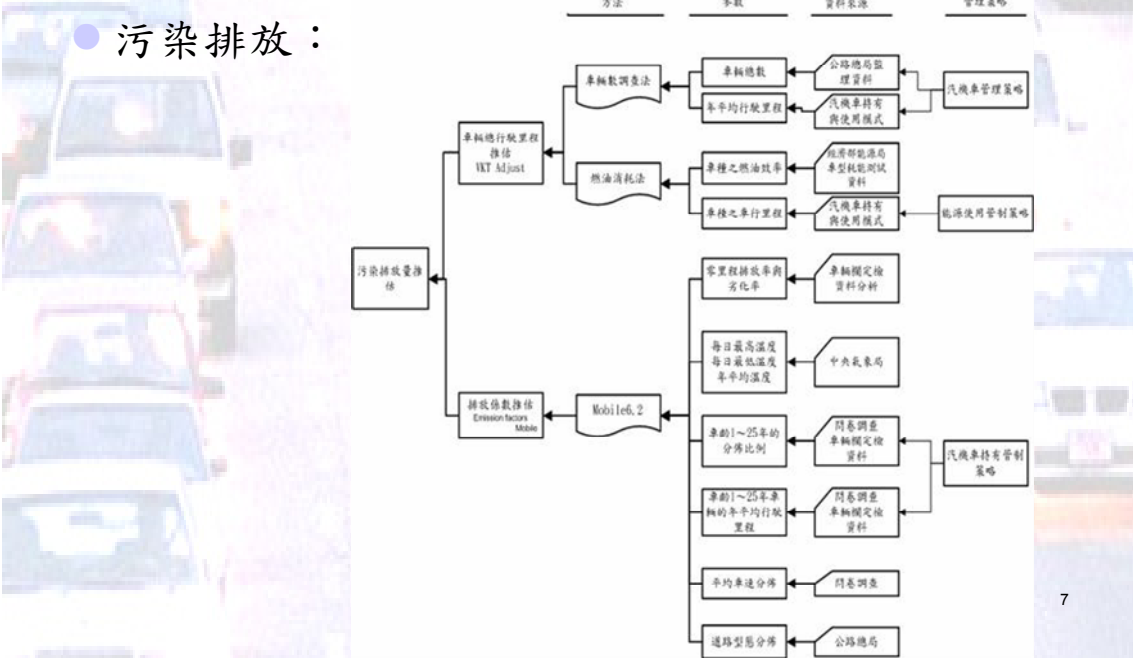 污染排放：
方法
參數
資料來源
管理策略
車輛數調查法
車輛總數
公路總局監
理資料
汽機車管理策略
年平均行駛里程
汽機車持有
與使用模式
車輛總行駛里程
推估
VKT Adjust
燃油消耗法
車種之燃油效率
經濟部能源局
車型耗能測試
資料
車種之車行里程
汽機車持有
與使用模式
能源使用管制策略
污染排放量推
估
零里程排放率與
劣化率
車輛攔定檢
資料分析
每日最高溫度
每日最低溫度
年平均溫度
中央氣象局
排放係數推估
Emission factors
Mobile
Mobile6.2
車齡1～25年的
分佈比例
問卷調查
車輛攔定檢
資料
汽機車持有管制
策略
車齡1～25年車
輛的年平均行駛
里程
問卷調查
車輛攔定檢
資料
平均車速分佈
問卷調查
道路型態分佈
公路總局
7